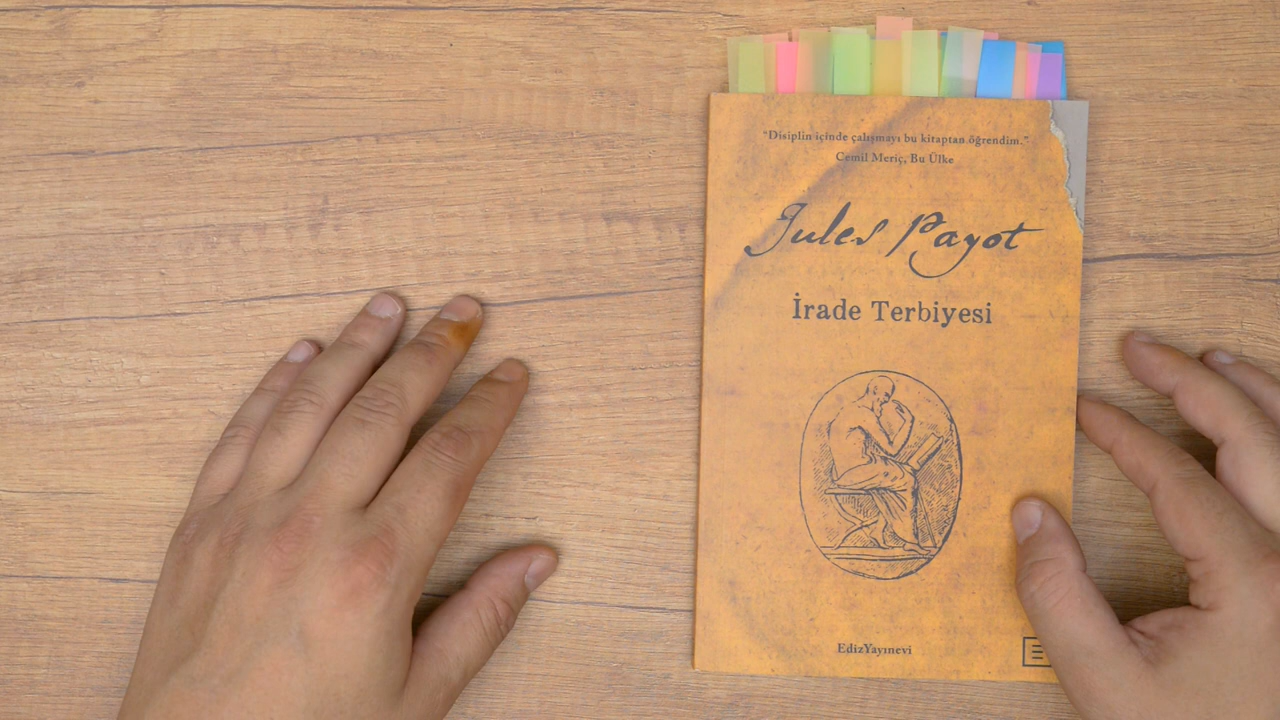 "Disiplin içinde çalışmayı bu kitaptan öğrendim."
Cemil Meriç, Bu Ülke
Jules Payot
İrade Terbiyesi
EdizYayınevi